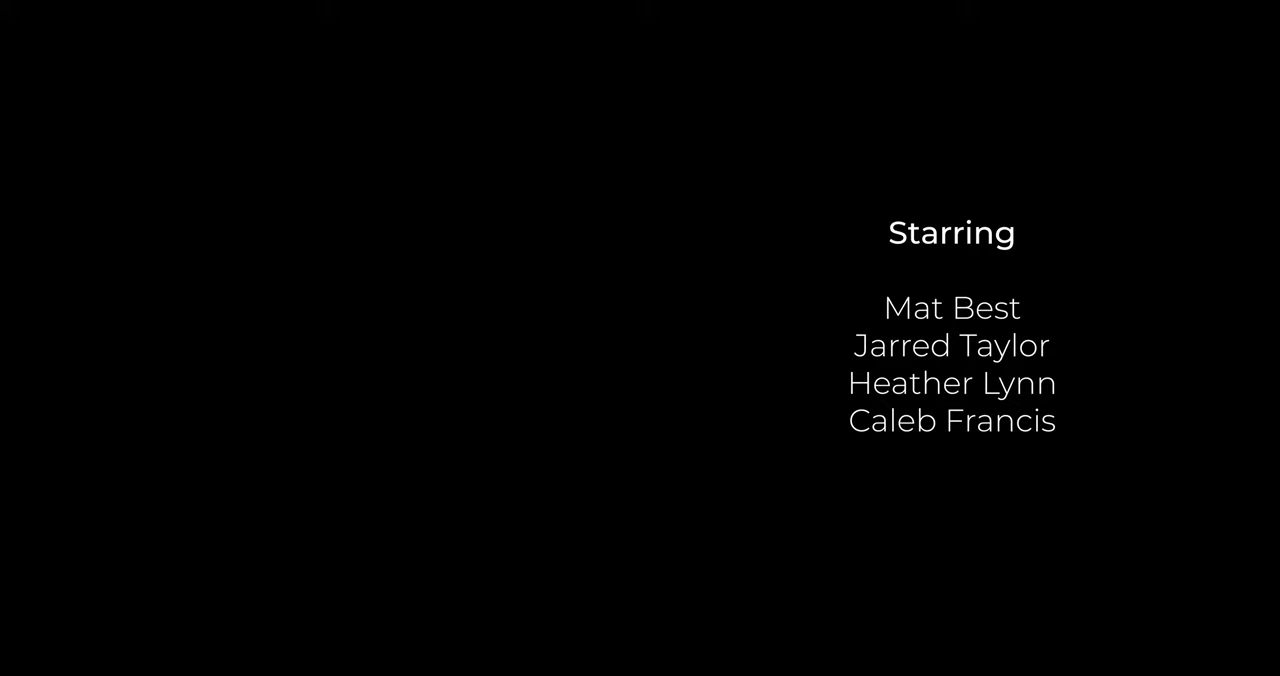 Starring
Mat Best
Jarred Taylor
Heather Lynn
Caleb Francis